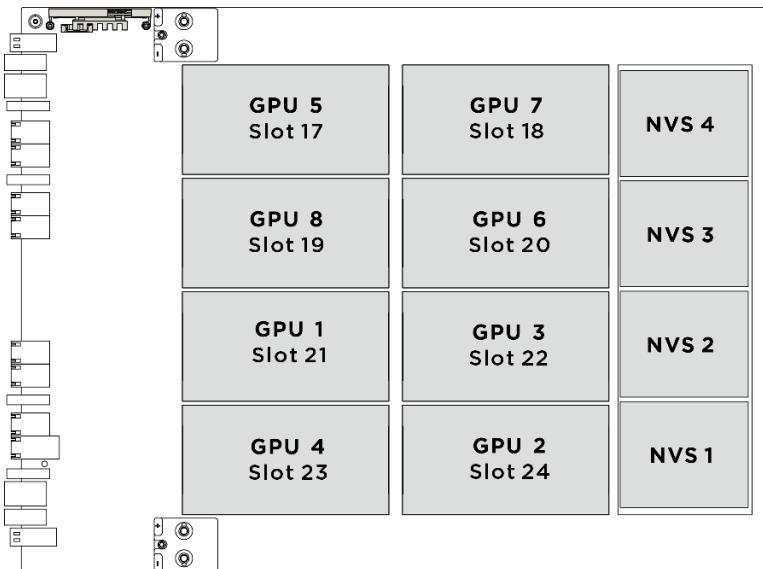 GPU 5
Slot 17
GPU 7
Slot 18
NVS 4
GPU 8
Slot 19
GPU 6
Slot 20
NVS 3
GPU 1
Slot 21
GPU 3
Slot 22
NVS 2
GPU 4
Slot 23
GPU 2
Slot 24
NVS 1